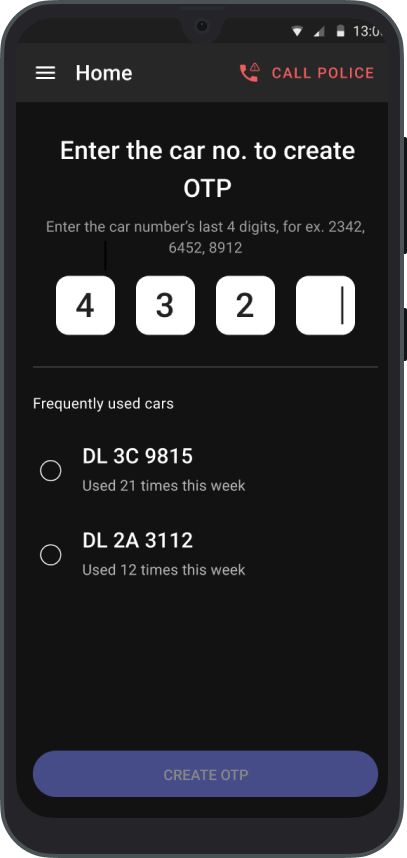 13:0
Home
CALL POLICE
Enter the car no. to create
OTP
Enter the car number's last 4 digits, for ex. 2342,
6452, 8912
4 3 2
Frequently used cars
DL 3C 9815
Used 21 times this week
DL 2A 3112
Used 12 times this week
CREATE OTP